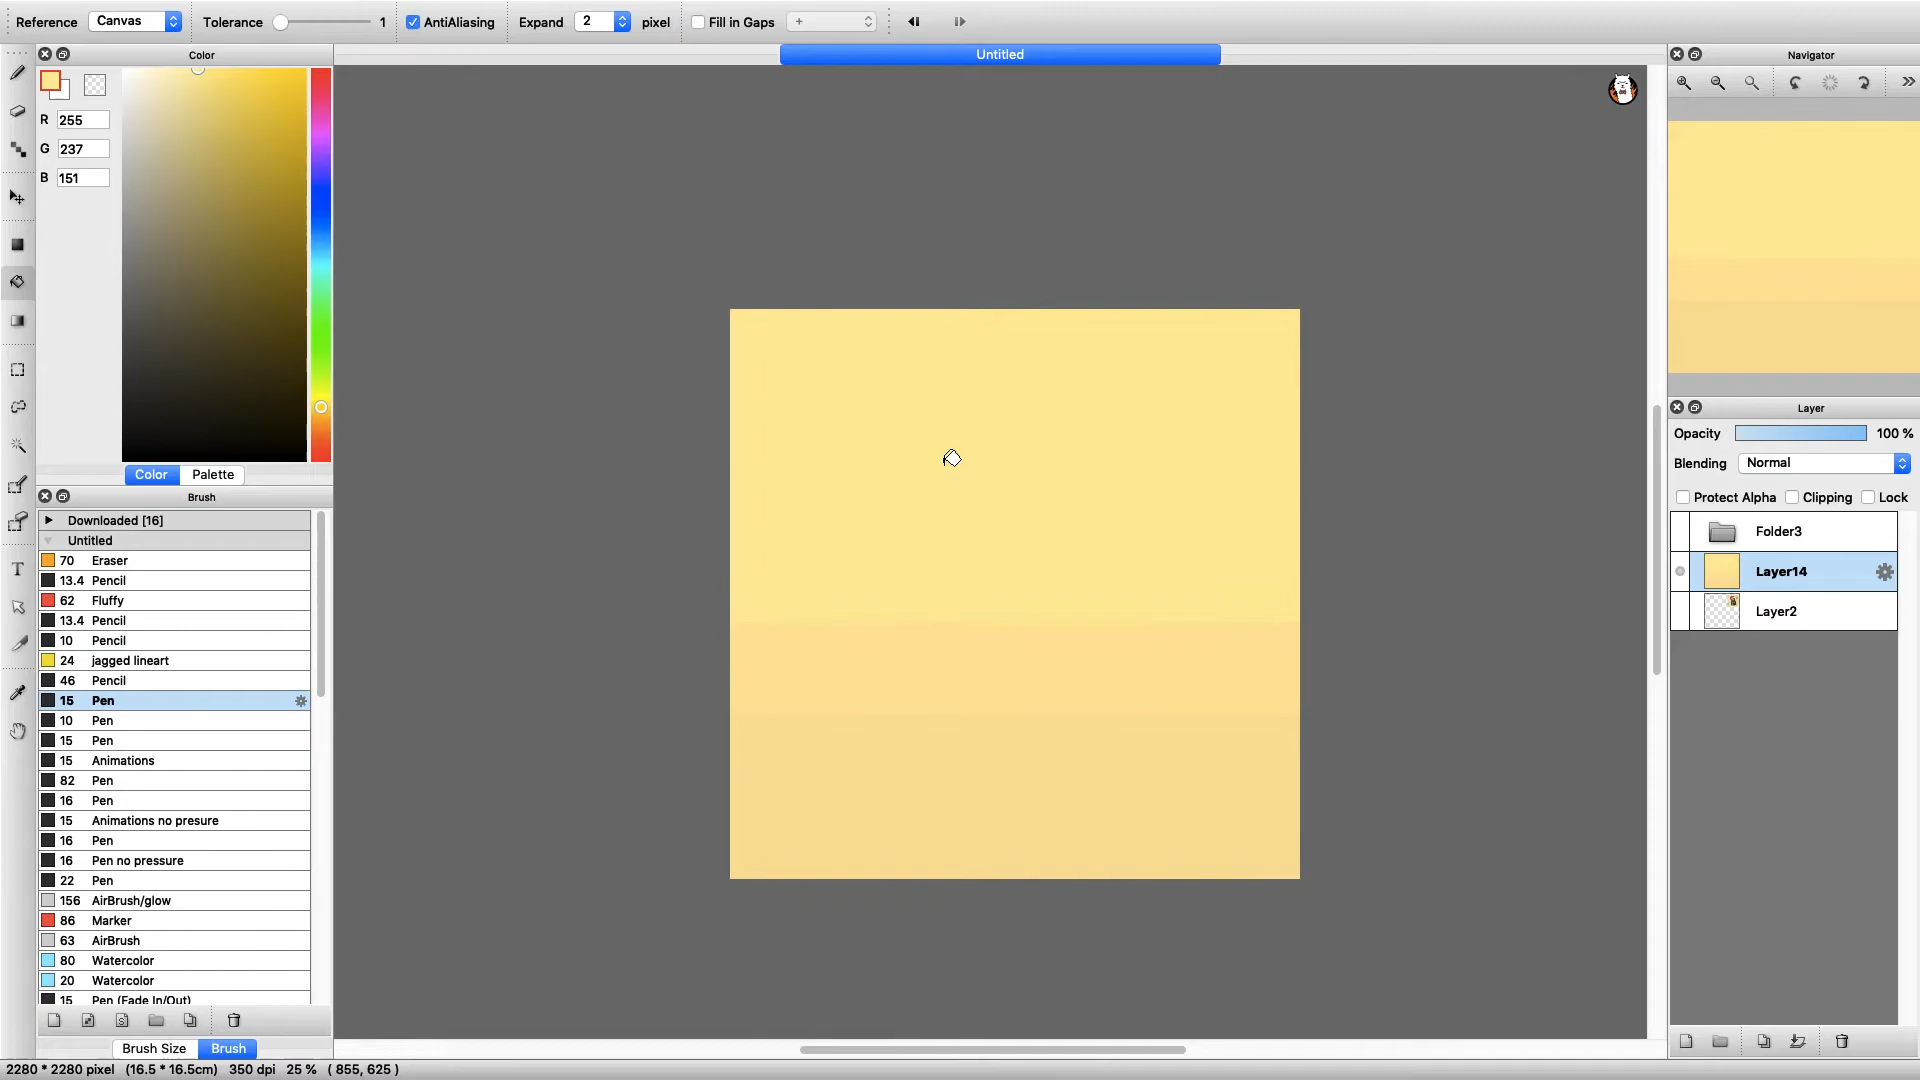 Reference Canvas Tolerance 1 AntiAliasing Expand 2 pixel Fill in Gaps +
Color
Untitled
Navigator
R 255
G 237
B 151
Color Palette
Brush
Downloaded [16]
Untitled
70 Eraser
13.4 Pencil
62 Fluffy
13.4 Pencil
10 Pencil
24 jagged lineart
46 Pencil
15 Pen
10 Pen
15 Pen
15 Animations
82 Pen
16 Pen
15 Animations no presure
16 Pen
16 Pen no pressure
22 Pen
156 AirBrush/glow
86 Marker
63 AirBrush
80 Watercolor
20 Watercolor
15 Pen (Fade In/Out)
Brush Size Brush
Layer
Opacity 100 %
Blending Normal
Protect Alpha Clipping Lock
Folder3
Layer14
Layer2
2280 * 2280 pixel (16.5 * 16.5cm) 350 dpi 25 % ( 855, 625 )